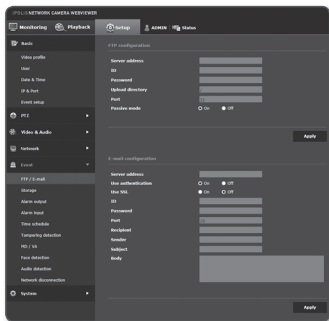 iPOLiS NETWORK CAMERA WEBVIEWER
Monitoring Playback Setup ADMIN Status
Basic
Video profile
User
Date & Time
IP & Port
Event setup
PTZ
Video & Audio
Network
Event
FTP / E-mail
Storage
Alarm output
Alarm input
Time schedule
Tampering detection
MD / VA
Face detection
Audio detection
Network disconnection
System
FTP configuration
Server address
ID
Password
Upload directory
Port
Passive mode On Off
Apply
E-mail configuration
Server address
Use authentication On Off
Use SSL On Off
ID
Password
Port
Recipient
Sender
Subject
Body
Apply